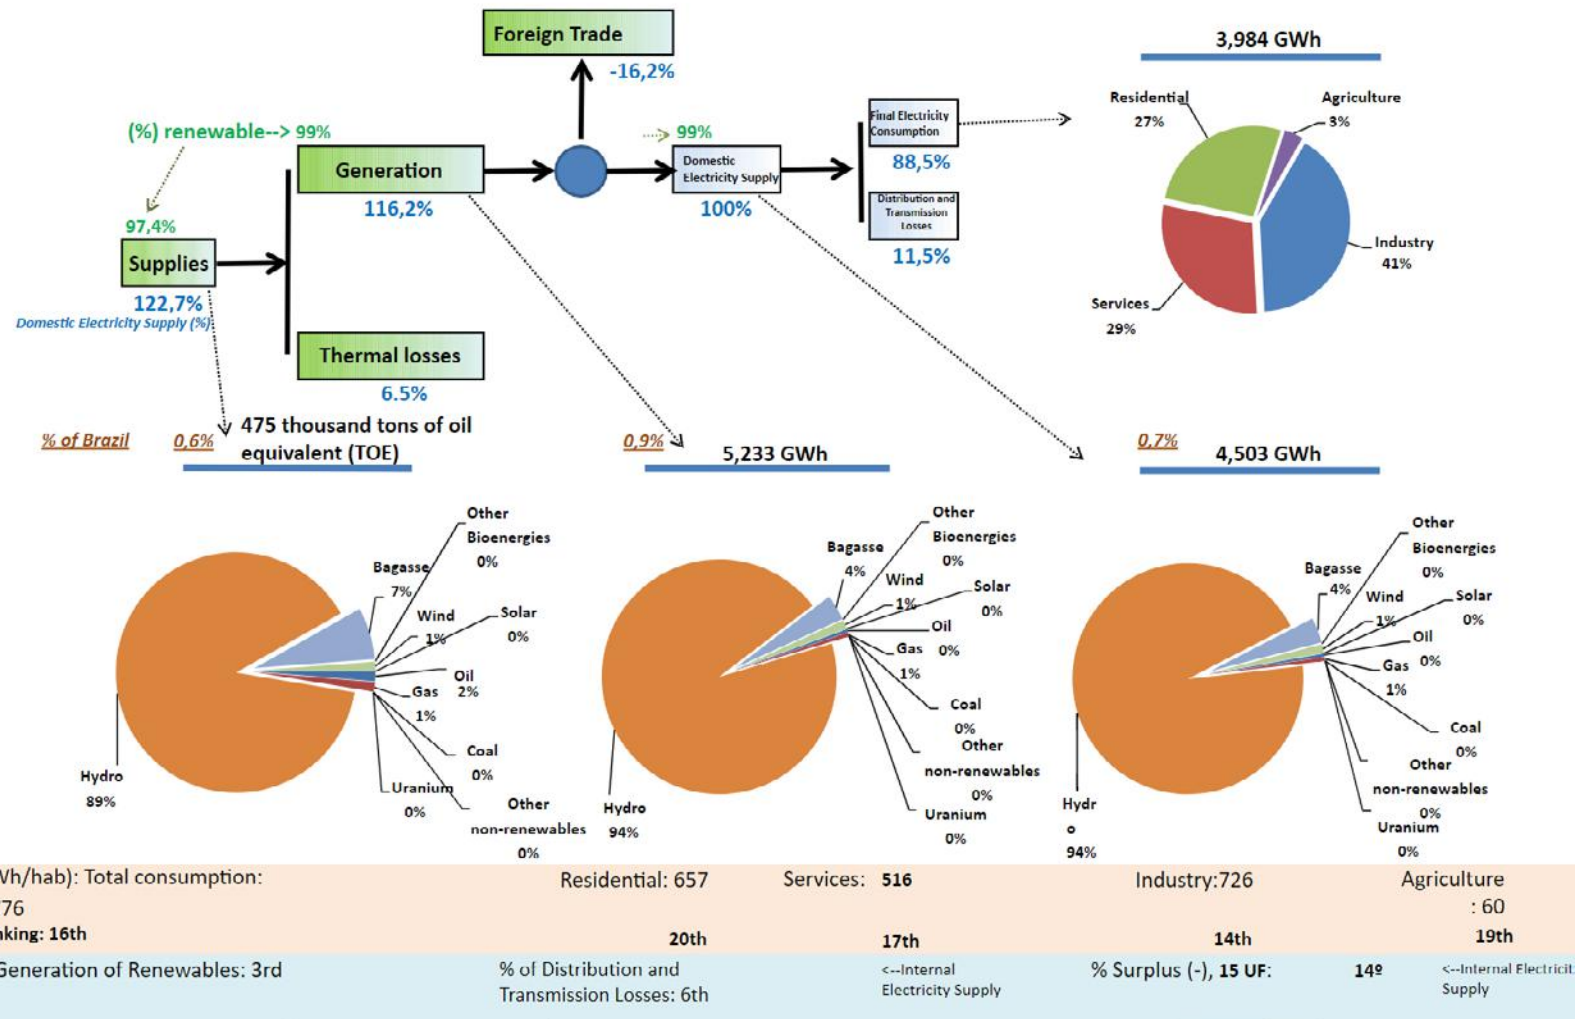 Foreign Trade
-16,2%
(%) renewable--> 99%
Generation
116,2%
97,4%
Supplies
122,7%
Domestic Electricity Supply (%)
Thermal losses
6.5%
99%
Domestic
Electricity Supply
100%
Final Electricity
Consumption
88,5%
Distribution and
Transmission
Losses
11,5%
3,984 GWh
Residential
27%
Agriculture
3%
Industry
41%
Services
29%
% of Brazil
0,6%
475 thousand tons of oil
equivalent (TOE)
0,9%
5,233 GWh
0,7%
4,503 GWh
Other
Bioenergies
0%
Bagasse
7%
Wind
1%
Solar
0%
Oil
2%
Gas
1%
Coal
0%
Uranium
0%
Other
non-renewables
0%
Hydro
89%
Other
Bioenergies
0%
Bagasse
4%
Wind
1%
Solar
0%
Oil
0%
Gas
1%
Coal
0%
Other
non-renewables
0%
Uranium
0%
Hydro
94%
Other
Bioenergies
0%
Bagasse
4%
Wind
1%
Solar
0%
Oil
0%
Gas
1%
Coal
0%
Other
non-renewables
0%
Uranium
0%
Hydr
o
94%
Wh/hab): Total consumption:
76
nking: 16th
Residential: 657
20th
Services: 516
17th
Industry:726
14th
Agriculture
: 60
19th
Generation of Renewables: 3rd
% of Distribution and
Transmission Losses: 6th
<--Internal
Electricity Supply
% Surplus (-), 15 UF:
14º
<--Internal Electricit
Supply